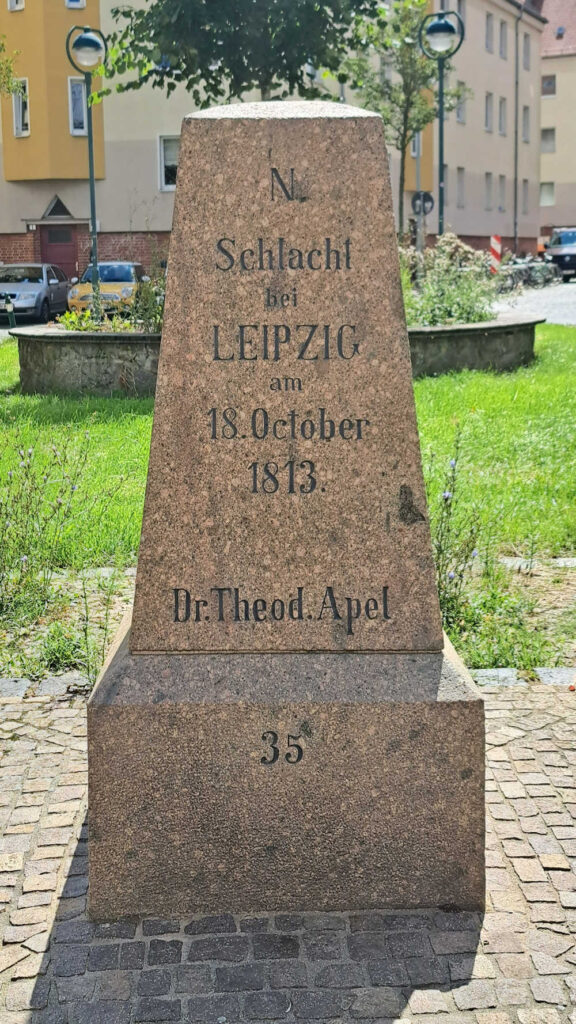 N.
Schlacht
bei
LEIPZIG
am
18. October
1813.
Dr. Theod. Apel
35